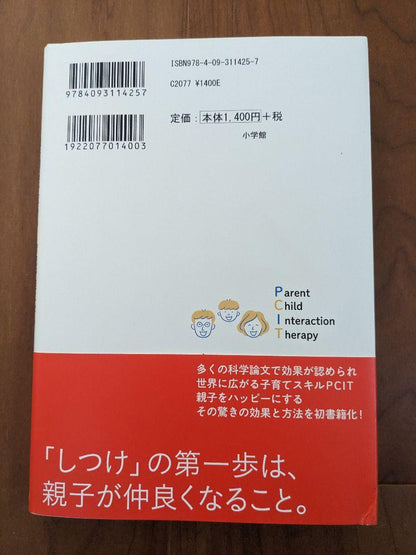 ISBN978-4-09-311425-7
C2077 ¥1400E
9784093114257
定価：本体1,400円＋税
小学館
1922077014003
Parent
Child
Interaction
Therapy
多くの科学論文で効果が認められ
世界に広がる子育てスキルPCIT
親子をハッピーにする
その驚きの効果と方法を初書籍化！
「しつけ」の第一歩は、
親子が仲良くなること。